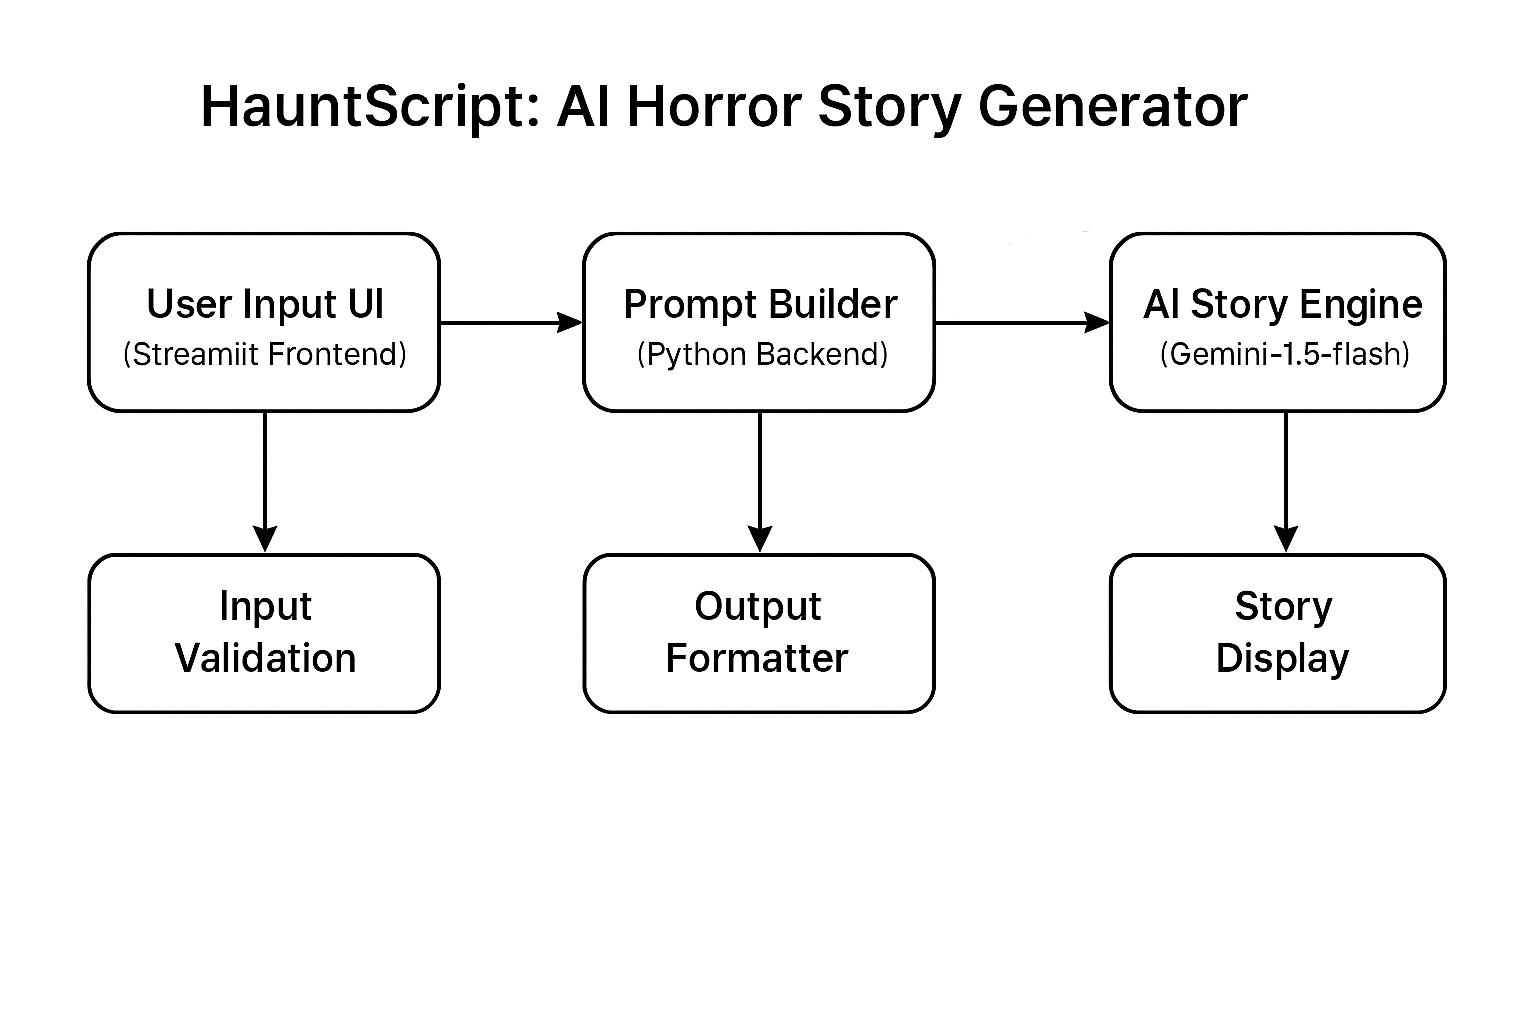 HauntScript: AI Horror Story Generator
User Input UI
(Streamiit Frontend)
Prompt Builder
(Python Backend)
AI Story Engine
(Gemini-1.5-flash)
Input
Validation
Output
Formatter
Story
Display